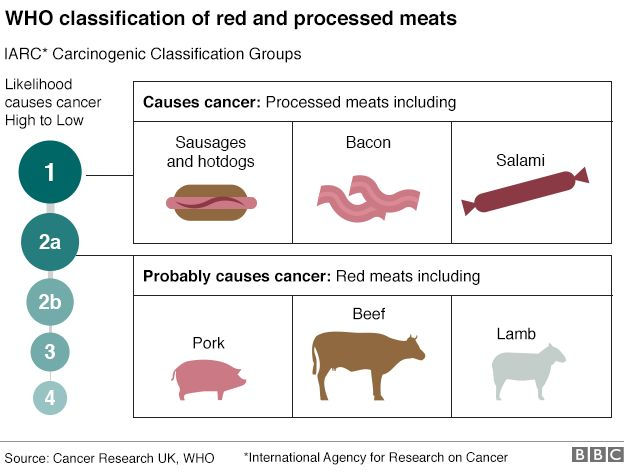 WHO classification of red and processed meats
IARC* Carcinogenic Classification Groups
Likelihood
causes cancer
High to Low
1
2a
2b
3
4
Causes cancer: Processed meats including
Sausages
and hotdogs
Bacon
Salami
Probably causes cancer: Red meats including
Pork
Beef
Lamb
Source: Cancer Research UK, WHO
*International Agency for Research on Cancer
BBC